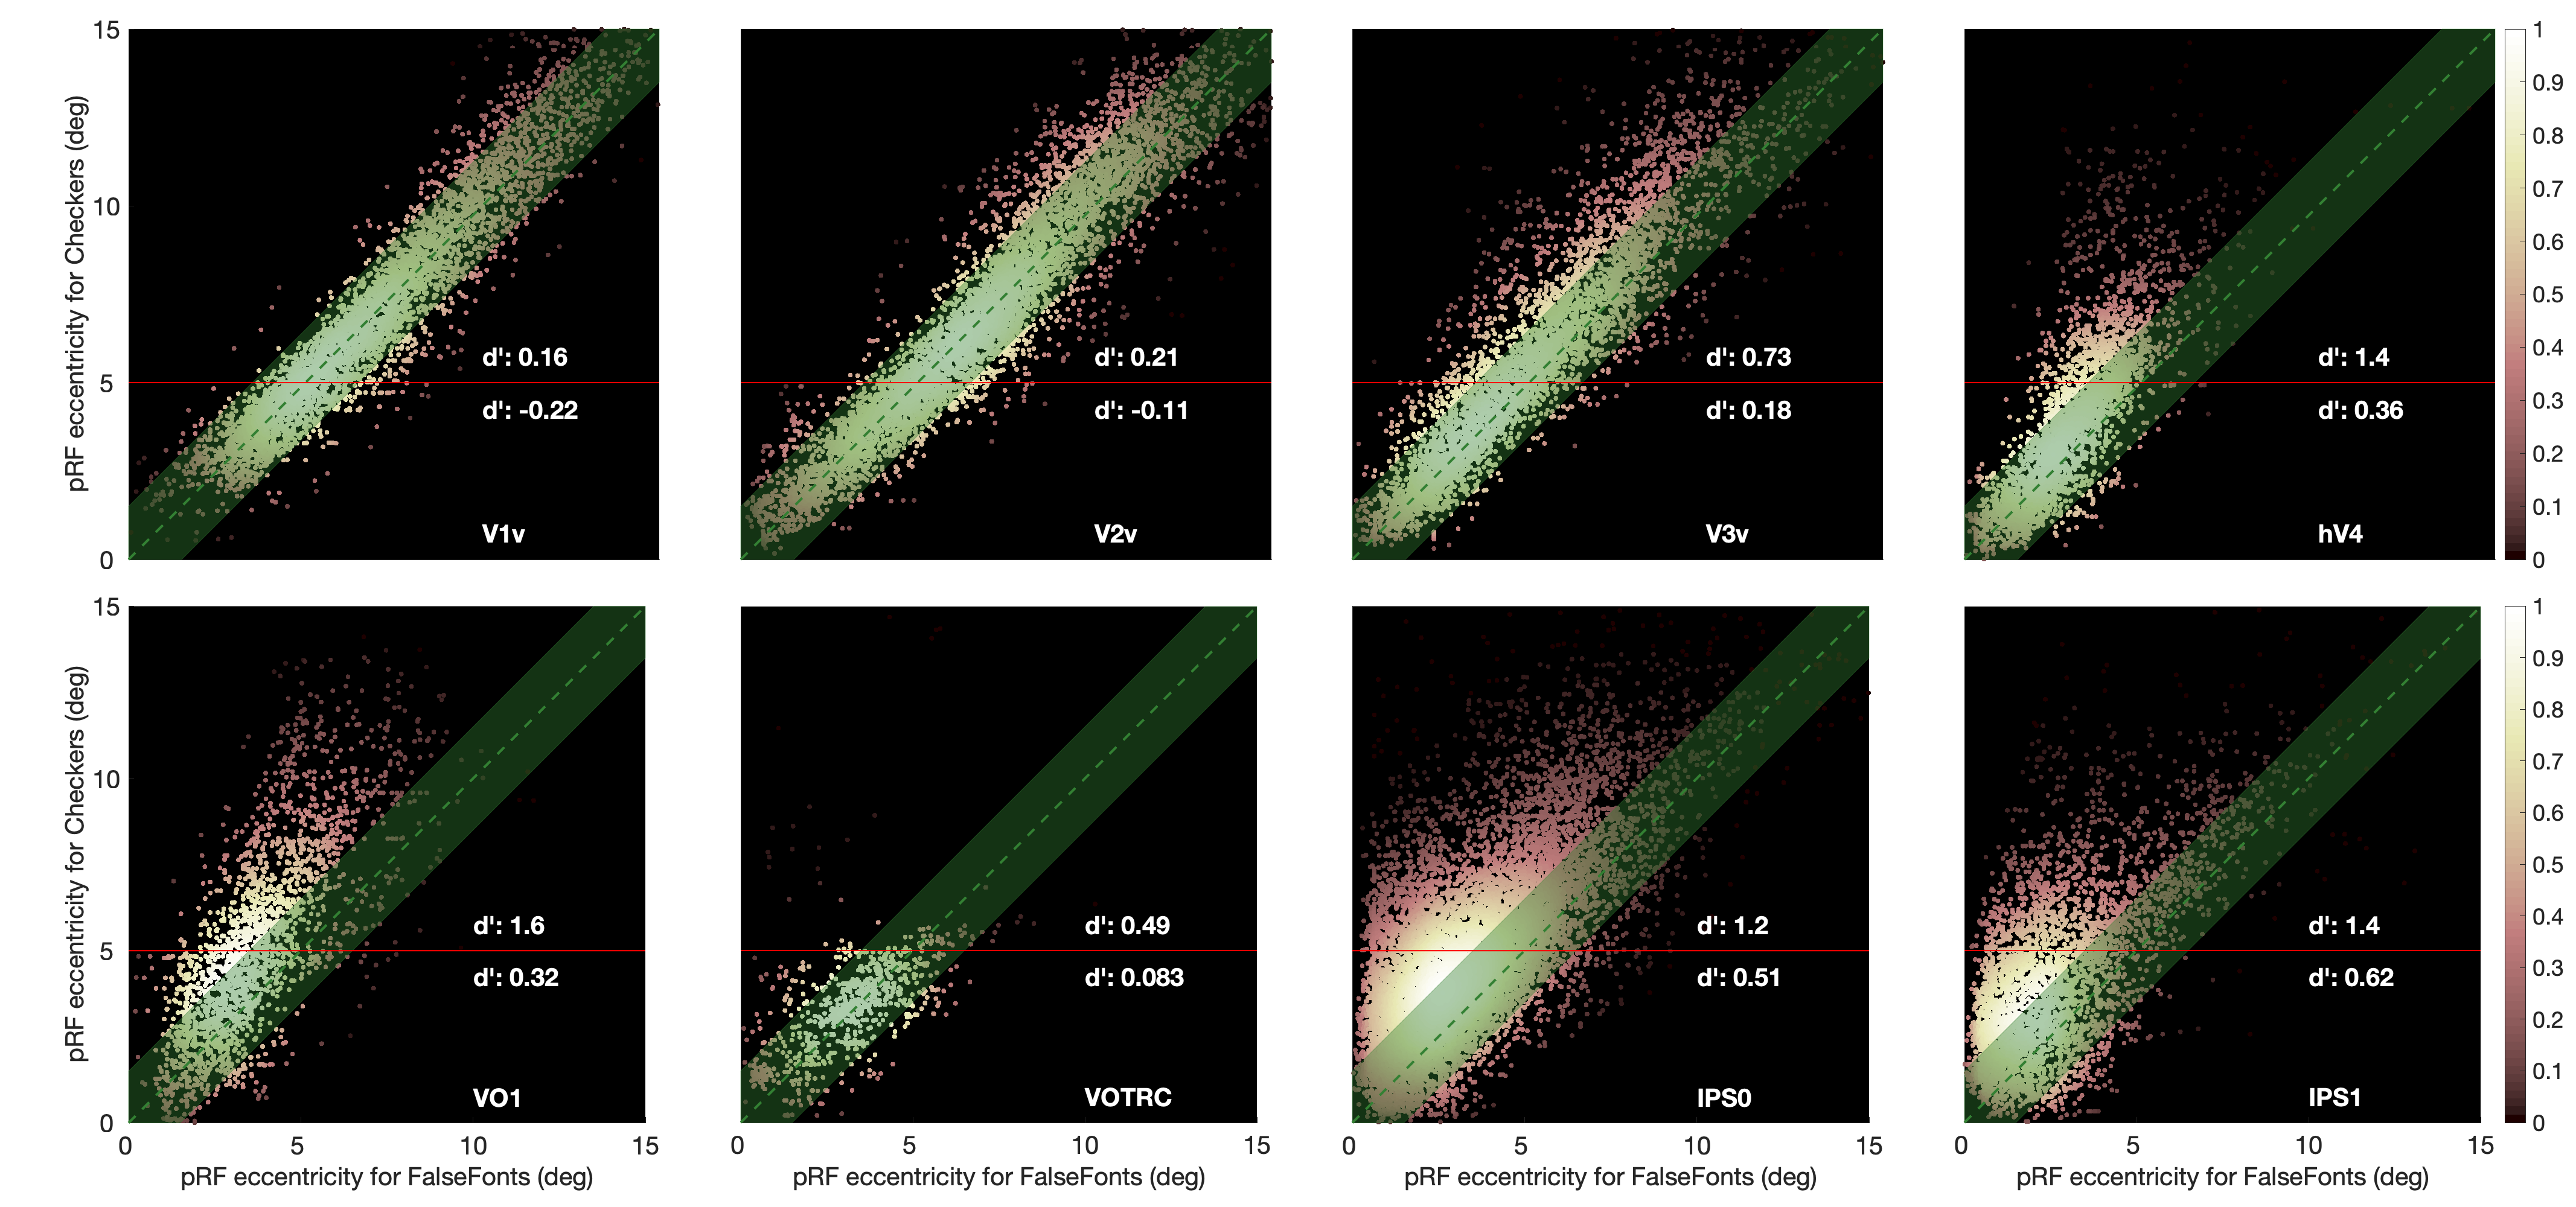 pRF eccentricity for Checkers (deg)
15
10
5
0
d': 0.16
d': -0.22
V1v
d': 0.21
d': -0.11
V2v
d': 0.73
d': 0.18
V3v
d': 1.4
d': 0.36
hV4
1
0.9
0.8
0.7
0.6
0.5
0.4
0.3
0.2
0.1
0
pRF eccentricity for Checkers (deg)
15
10
5
0
d': 1.6
d': 0.32
VO1
0 5 10 15
pRF eccentricity for FalseFonts (deg)
d': 0.49
d': 0.083
VOTRC
0 5 10 15
pRF eccentricity for FalseFonts (deg)
d': 1.2
d': 0.51
IPS0
0 5 10 15
pRF eccentricity for FalseFonts (deg)
d': 1.4
d': 0.62
IPS1
0 5 10 15
pRF eccentricity for FalseFonts (deg)
1
0.9
0.8
0.7
0.6
0.5
0.4
0.3
0.2
0.1
0